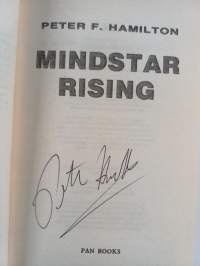 PETER F. HAMILTON
MINDSTAR
RISING
PAN BOOKS